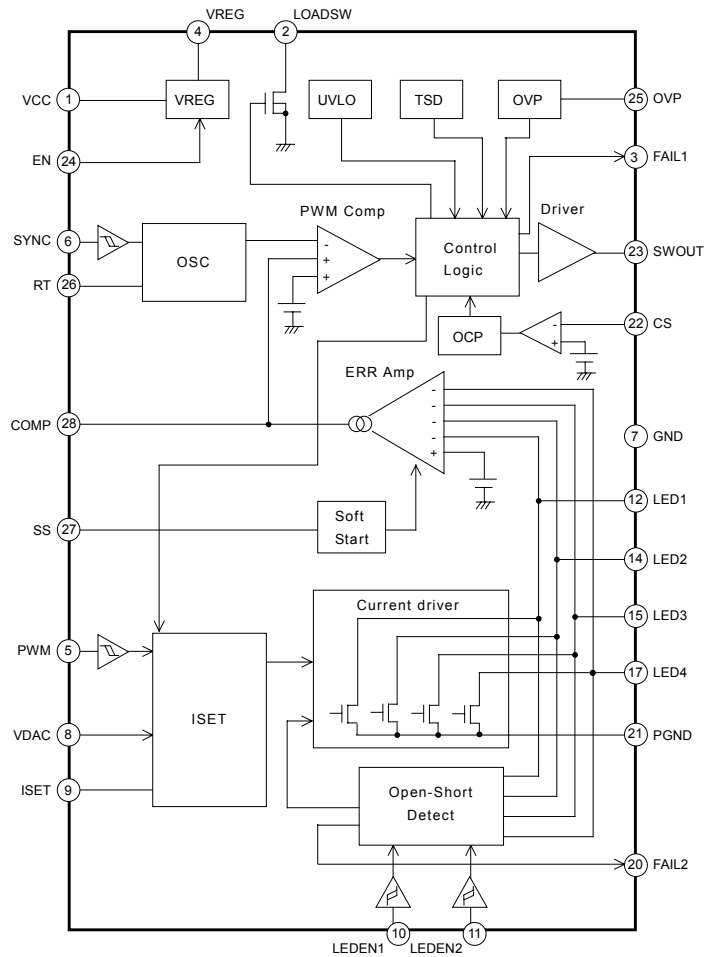 VREG
LOADSW
4
2
VCC
1
VREG
UVLO
TSD
OVP
25
OVP
EN
24
3
FAIL1
PWM Comp
Driver
SYNC
6
OSC
-
+
+
Control
Logic
23
SWOUT
RT
26
OCP
-
+
22
CS
ERR Amp
COMP
28
-
-
-
-
+
7
GND
12
LED1
SS
27
Soft
Start
14
LED2
Current driver
15
LED3
PWM
5
17
LED4
ISET
VDAC
8
21
PGND
ISET
9
Open-Short
Detect
20
FAIL2
10
11
LEDEN1
LEDEN2